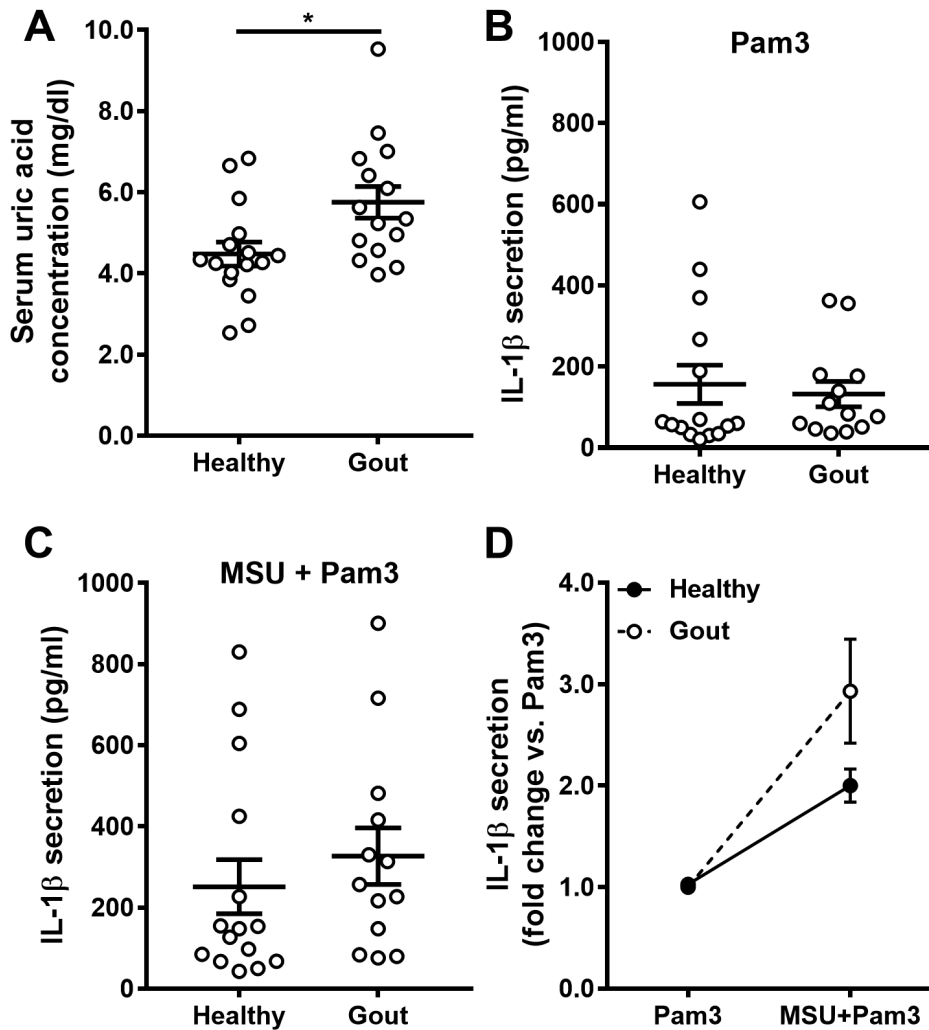 A
*
Serum uric acid
concentration (mg/dl)
10.0
8.0
6.0
4.0
2.0
0.0
Healthy Gout
B
Pam3
IL-1β secretion (pg/ml)
1000
800
600
400
200
0
Healthy Gout
C
MSU + Pam3
IL-1β secretion (pg/ml)
1000
800
600
400
200
0
Healthy Gout
D
Healthy
Gout
IL-1β secretion
(fold change vs. Pam3)
4.0
3.0
2.0
1.0
0.0
Pam3 MSU+Pam3